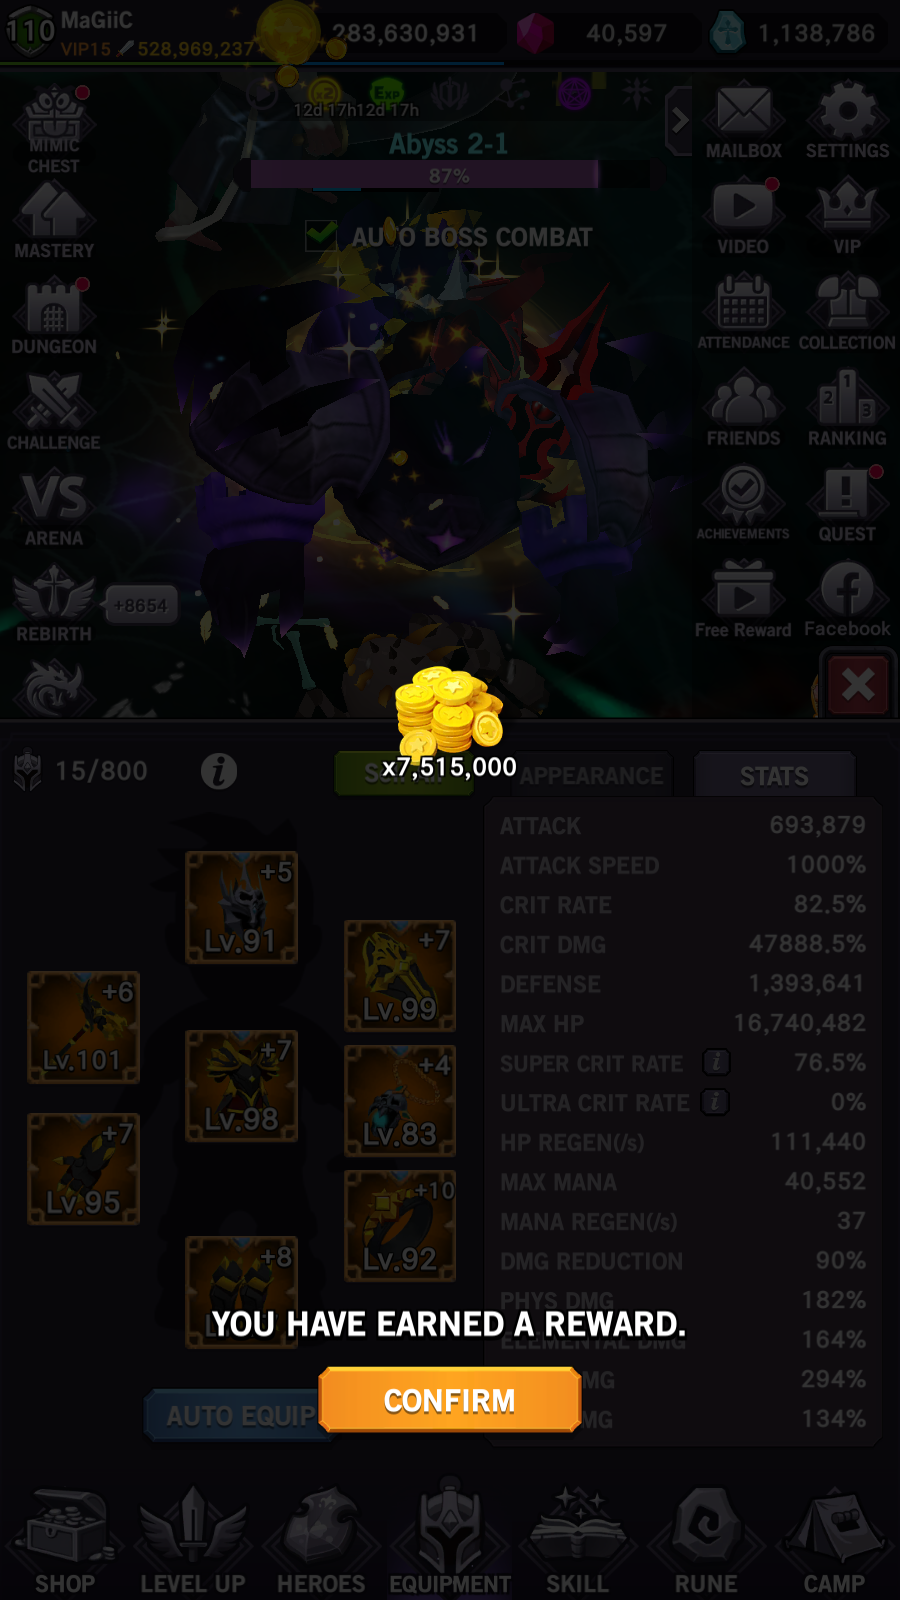 110 MaGiiC
VIP15 528,969,237
283,630,931
40,597
1,138,786
x2
EXP
12d 17h 12d 17h
Abyss 2-1
87%
AUTO BOSS COMBAT
MIMIC
CHEST
MASTERY
DUNGEON
CHALLENGE
VS
ARENA
REBIRTH
+8654
MAILBOX
SETTINGS
VIDEO
VIP
ATTENDANCE
COLLECTION
FRIENDS
2 1 3
RANKING
ACHIEVEMENTS
QUEST
Free Reward
Facebook
15/800
x7,515,000
APPEARANCE
STATS
+5
Lv.91
+7
Lv.99
+6
Lv.101
+7
Lv.98
+4
Lv.83
+7
Lv.95
+10
Lv.92
+8
ATTACK 693,879
ATTACK SPEED 1000%
CRIT RATE 82.5%
CRIT DMG 47888.5%
DEFENSE 1,393,641
MAX HP 16,740,482
SUPER CRIT RATE i 76.5%
ULTRA CRIT RATE i 0%
HP REGEN(/s) 111,440
MAX MANA 40,552
MANA REGEN(/s) 37
DMG REDUCTION 90%
PHYS DMG 182%
ELEMENTAL DMG 164%
MG 294%
MG 134%
YOU HAVE EARNED A REWARD.
CONFIRM
AUTO EQUIP
SHOP
LEVEL UP
HEROES
EQUIPMENT
SKILL
RUNE
CAMP